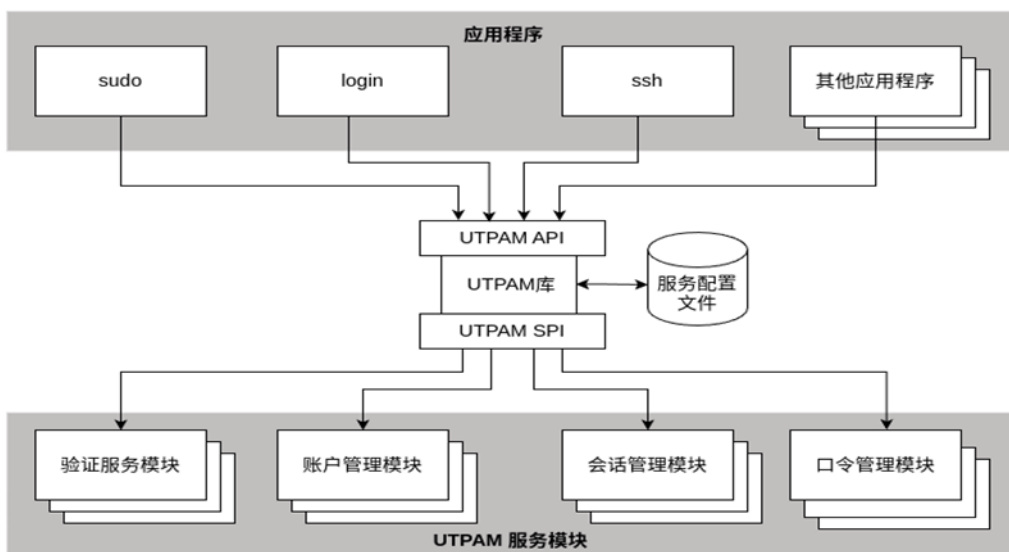 应用程序
sudo
login
ssh
其他应用程序
UTPAM API
UTPAM库
服务配置
文件
UTPAM SPI
验证服务模块
账户管理模块
会话管理模块
口令管理模块
UTPAM 服务模块